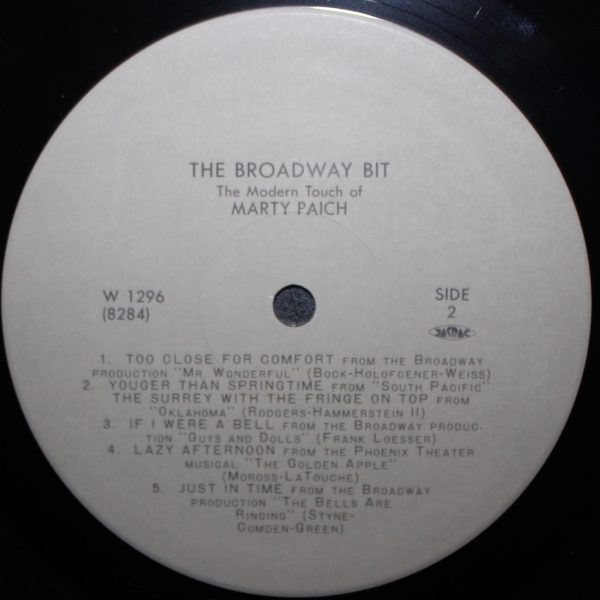 THE BROADWAY BIT
The Modern Touch of
MARTY PAICH
W 1296
(8284)
SIDE
2
JASRAC
1. TOO CLOSE FOR COMFORT FROM THE BROADWAY
PRODUCTION "MR. WONDERFUL" (BOCK-HOLOFCENER-WEISS)
2. YOUGER THAN SPRINGTIME FROM "SOUTH PACIFIC"
THE SURREY WITH THE FRINGE ON TOP FROM
"OKLAHOMA" (RODGERS-HAMMERSTEIN II)
3. IF I WERE A BELL FROM THE BROADWAY PRODUC-
TION "GUYS AND DOLLS" (FRANK LOESSER)
4. LAZY AFTERNOON FROM THE PHOENIX THEATER
MUSICAL "THE GOLDEN APPLE"
(MOROSS-LATOUCHE)
5. JUST IN TIME FROM THE BROADWAY
PRODUCTION "THE BELLS ARE
RINGING" (STYNE-
COMDEN-GREEN)